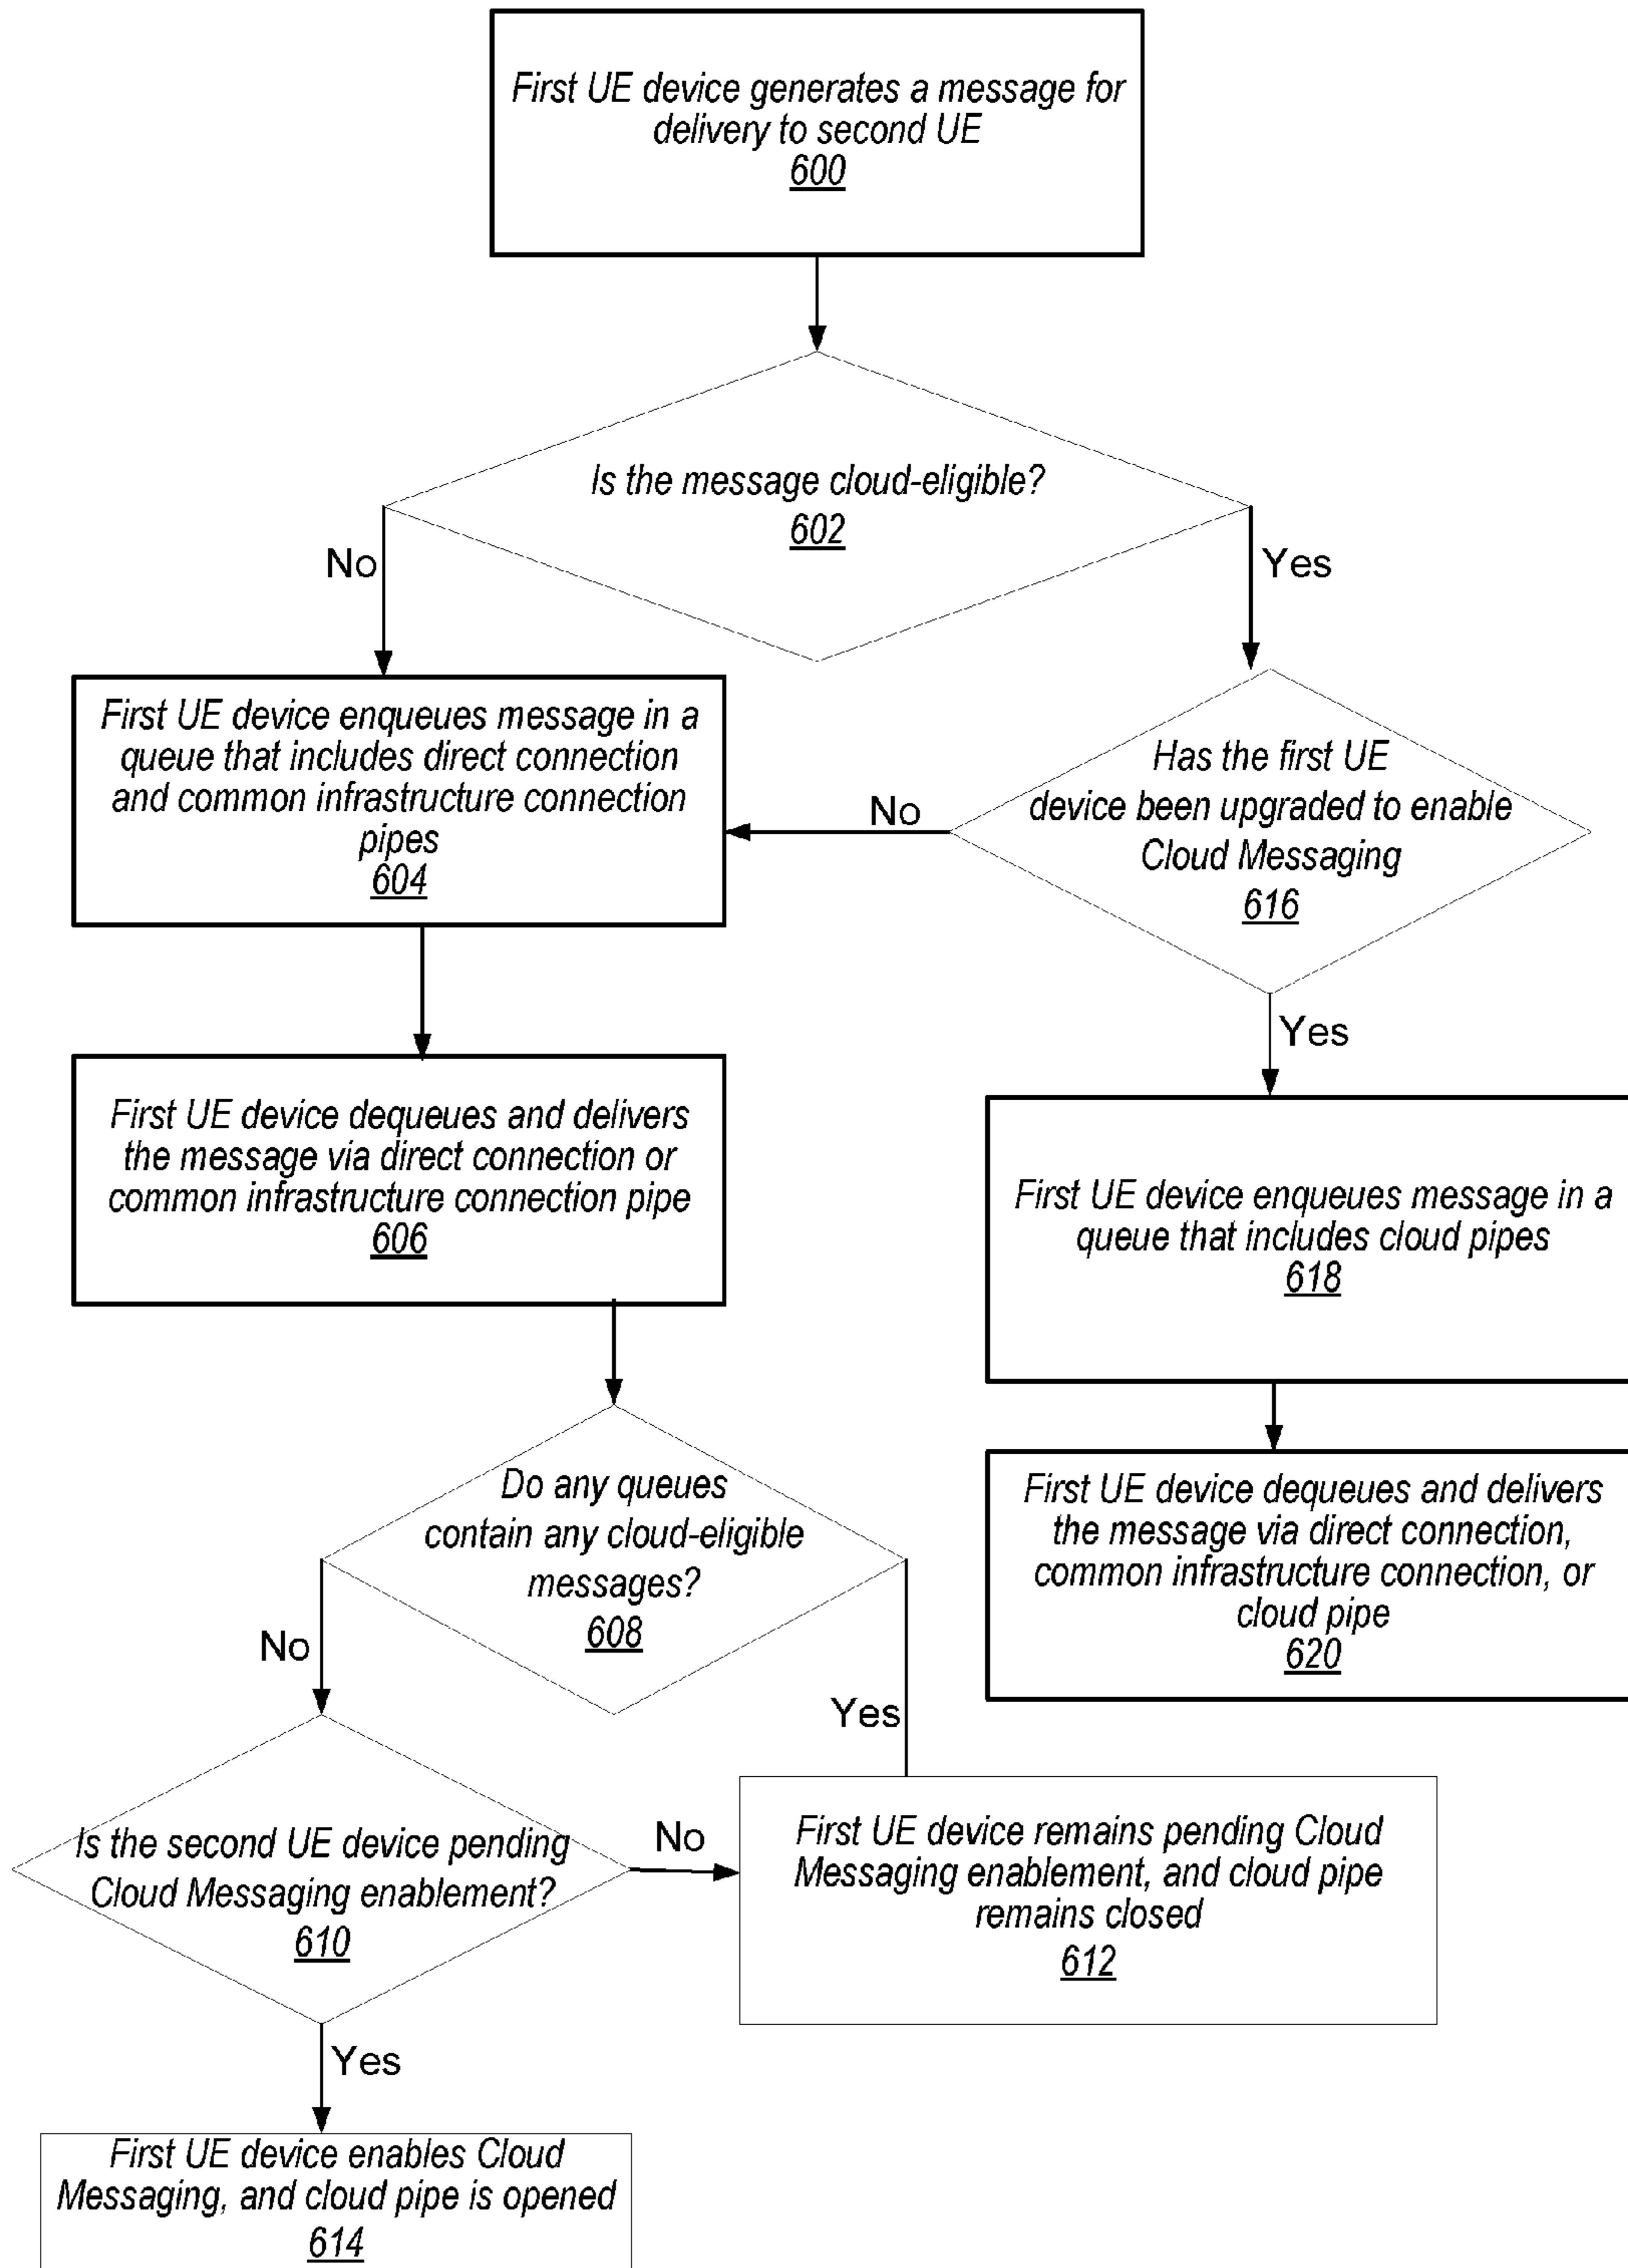 First UE device generates a message for
delivery to second UE
600
Is the message cloud-eligible?
602
No
Yes
First UE device enqueues message in a
queue that includes direct connection
and common infrastructure connection
pipes
604
Has the first UE
device been upgraded to enable
Cloud Messaging
616
No
Yes
First UE device dequeues and delivers
the message via direct connection or
common infrastructure connection pipe
606
First UE device enqueues message in a
queue that includes cloud pipes
618
Do any queues
contain any cloud-eligible
messages?
608
First UE device dequeues and delivers
the message via direct connection,
common infrastructure connection, or
cloud pipe
620
No
Yes
Is the second UE device pending
Cloud Messaging enablement?
610
No
First UE device remains pending Cloud
Messaging enablement, and cloud pipe
remains closed
612
Yes
First UE device enables Cloud
Messaging, and cloud pipe is opened
614